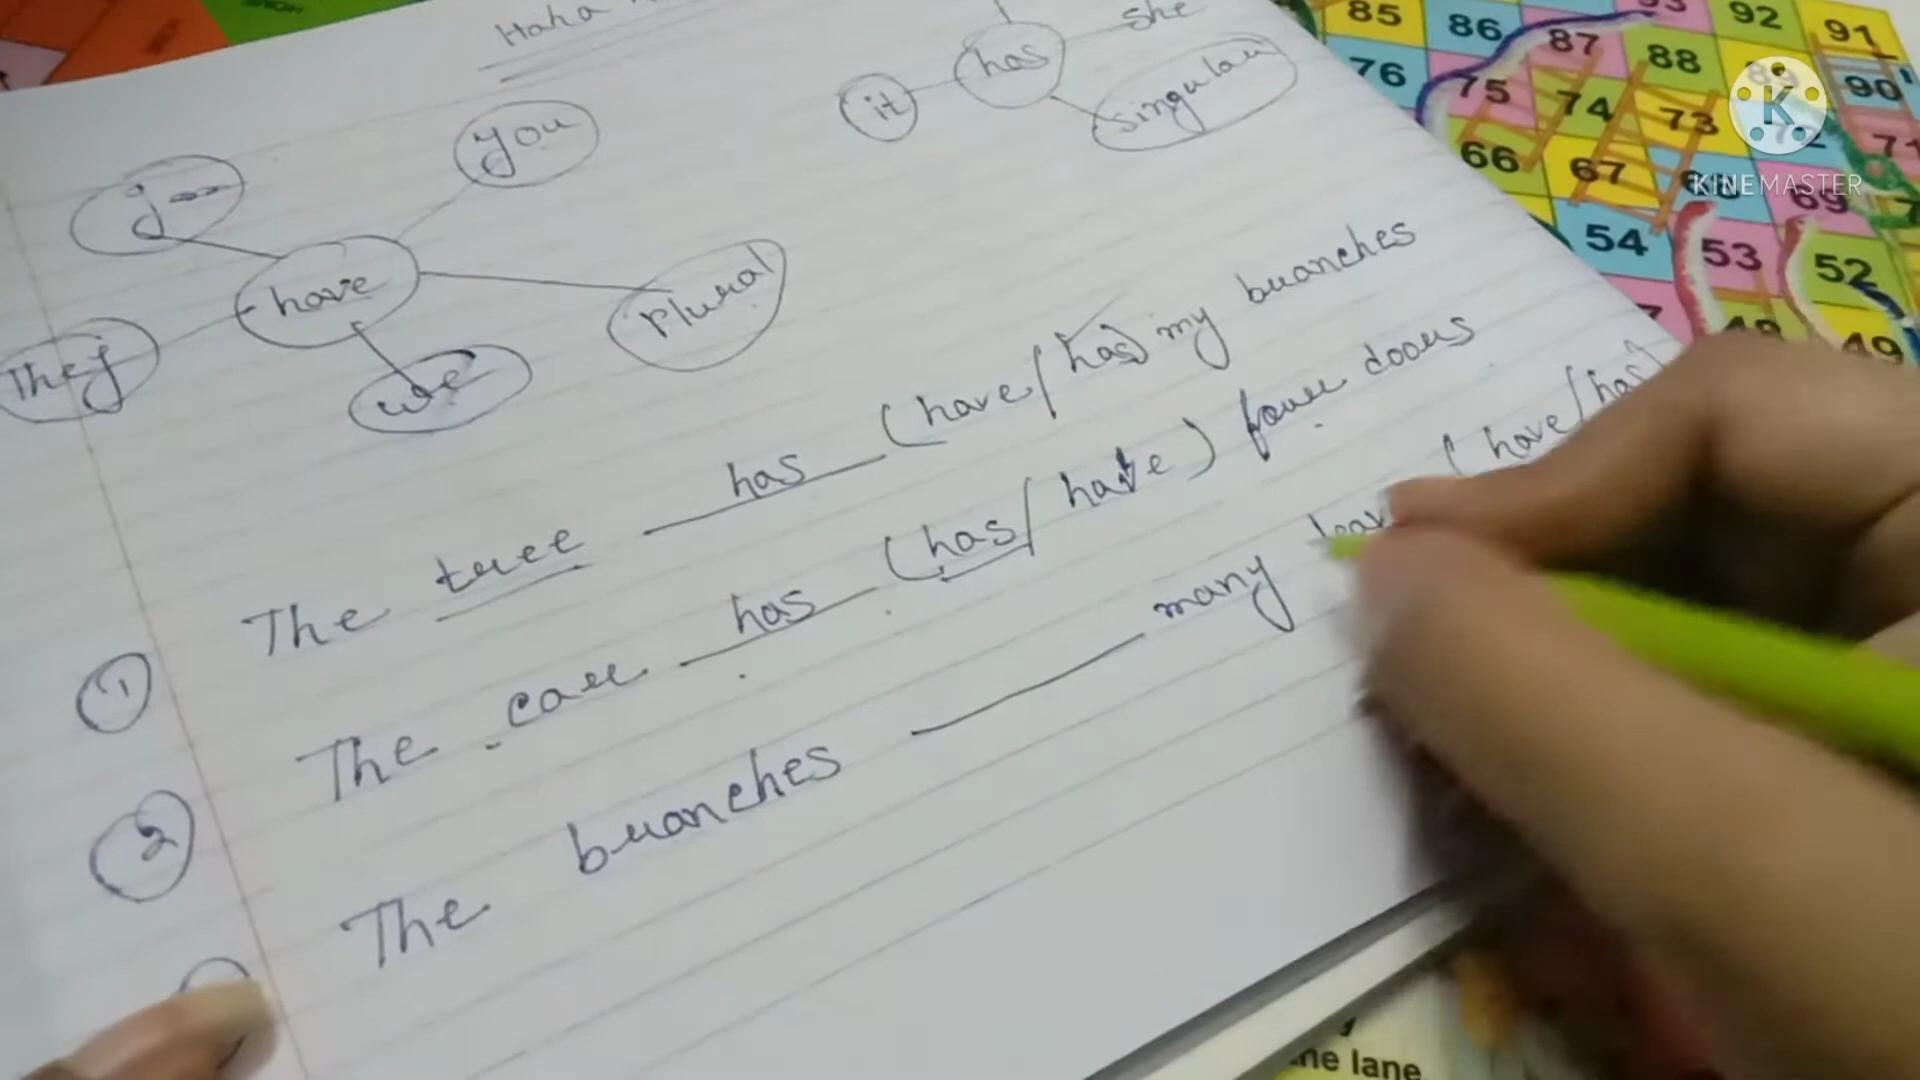 she
has
it
Singular
you
have
They
Plural
we
85 86 87 88 92 91
76 75 74 73 90
66 67 69 71
54 53 52
49
KINEMASTER
① The tree has (have/has) my branches
② The car has (has/have) four doors
The branches many (have/has)
lane